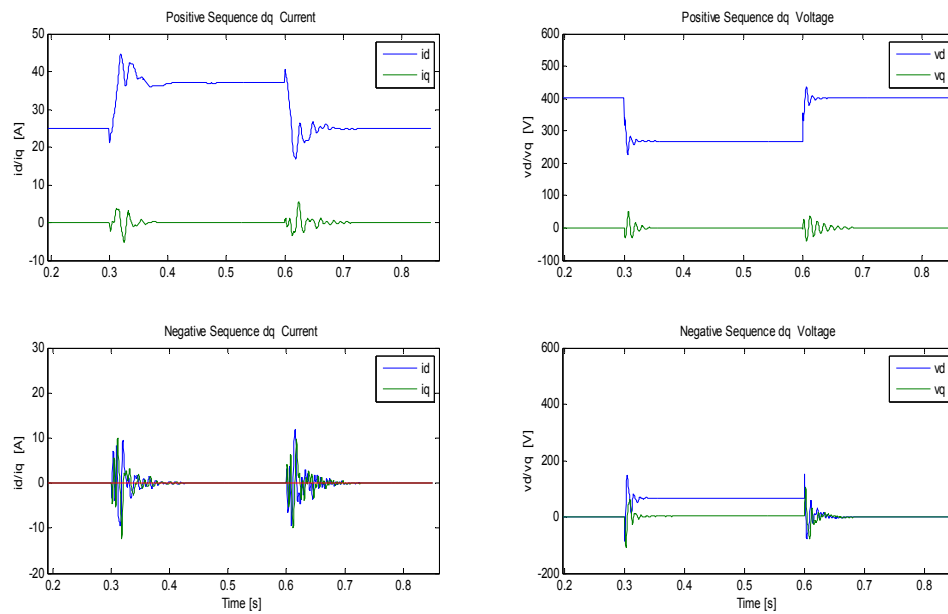 Positive Sequence dq Current
id/iq [A]
50
40
30
20
10
0
-10
id
iq
0.2 0.3 0.4 0.5 0.6 0.7 0.8
Positive Sequence dq Voltage
vd/vq [V]
600
500
400
300
200
100
0
-100
vd
vq
0.2 0.3 0.4 0.5 0.6 0.7 0.8
Negative Sequence dq Current
id/iq [A]
30
20
10
0
-10
-20
id
iq
0.2 0.3 0.4 0.5 0.6 0.7 0.8
Time [s]
Negative Sequence dq Voltage
vd/vq [V]
600
400
200
0
-200
vd
vq
0.2 0.3 0.4 0.5 0.6 0.7 0.8
Time [s]